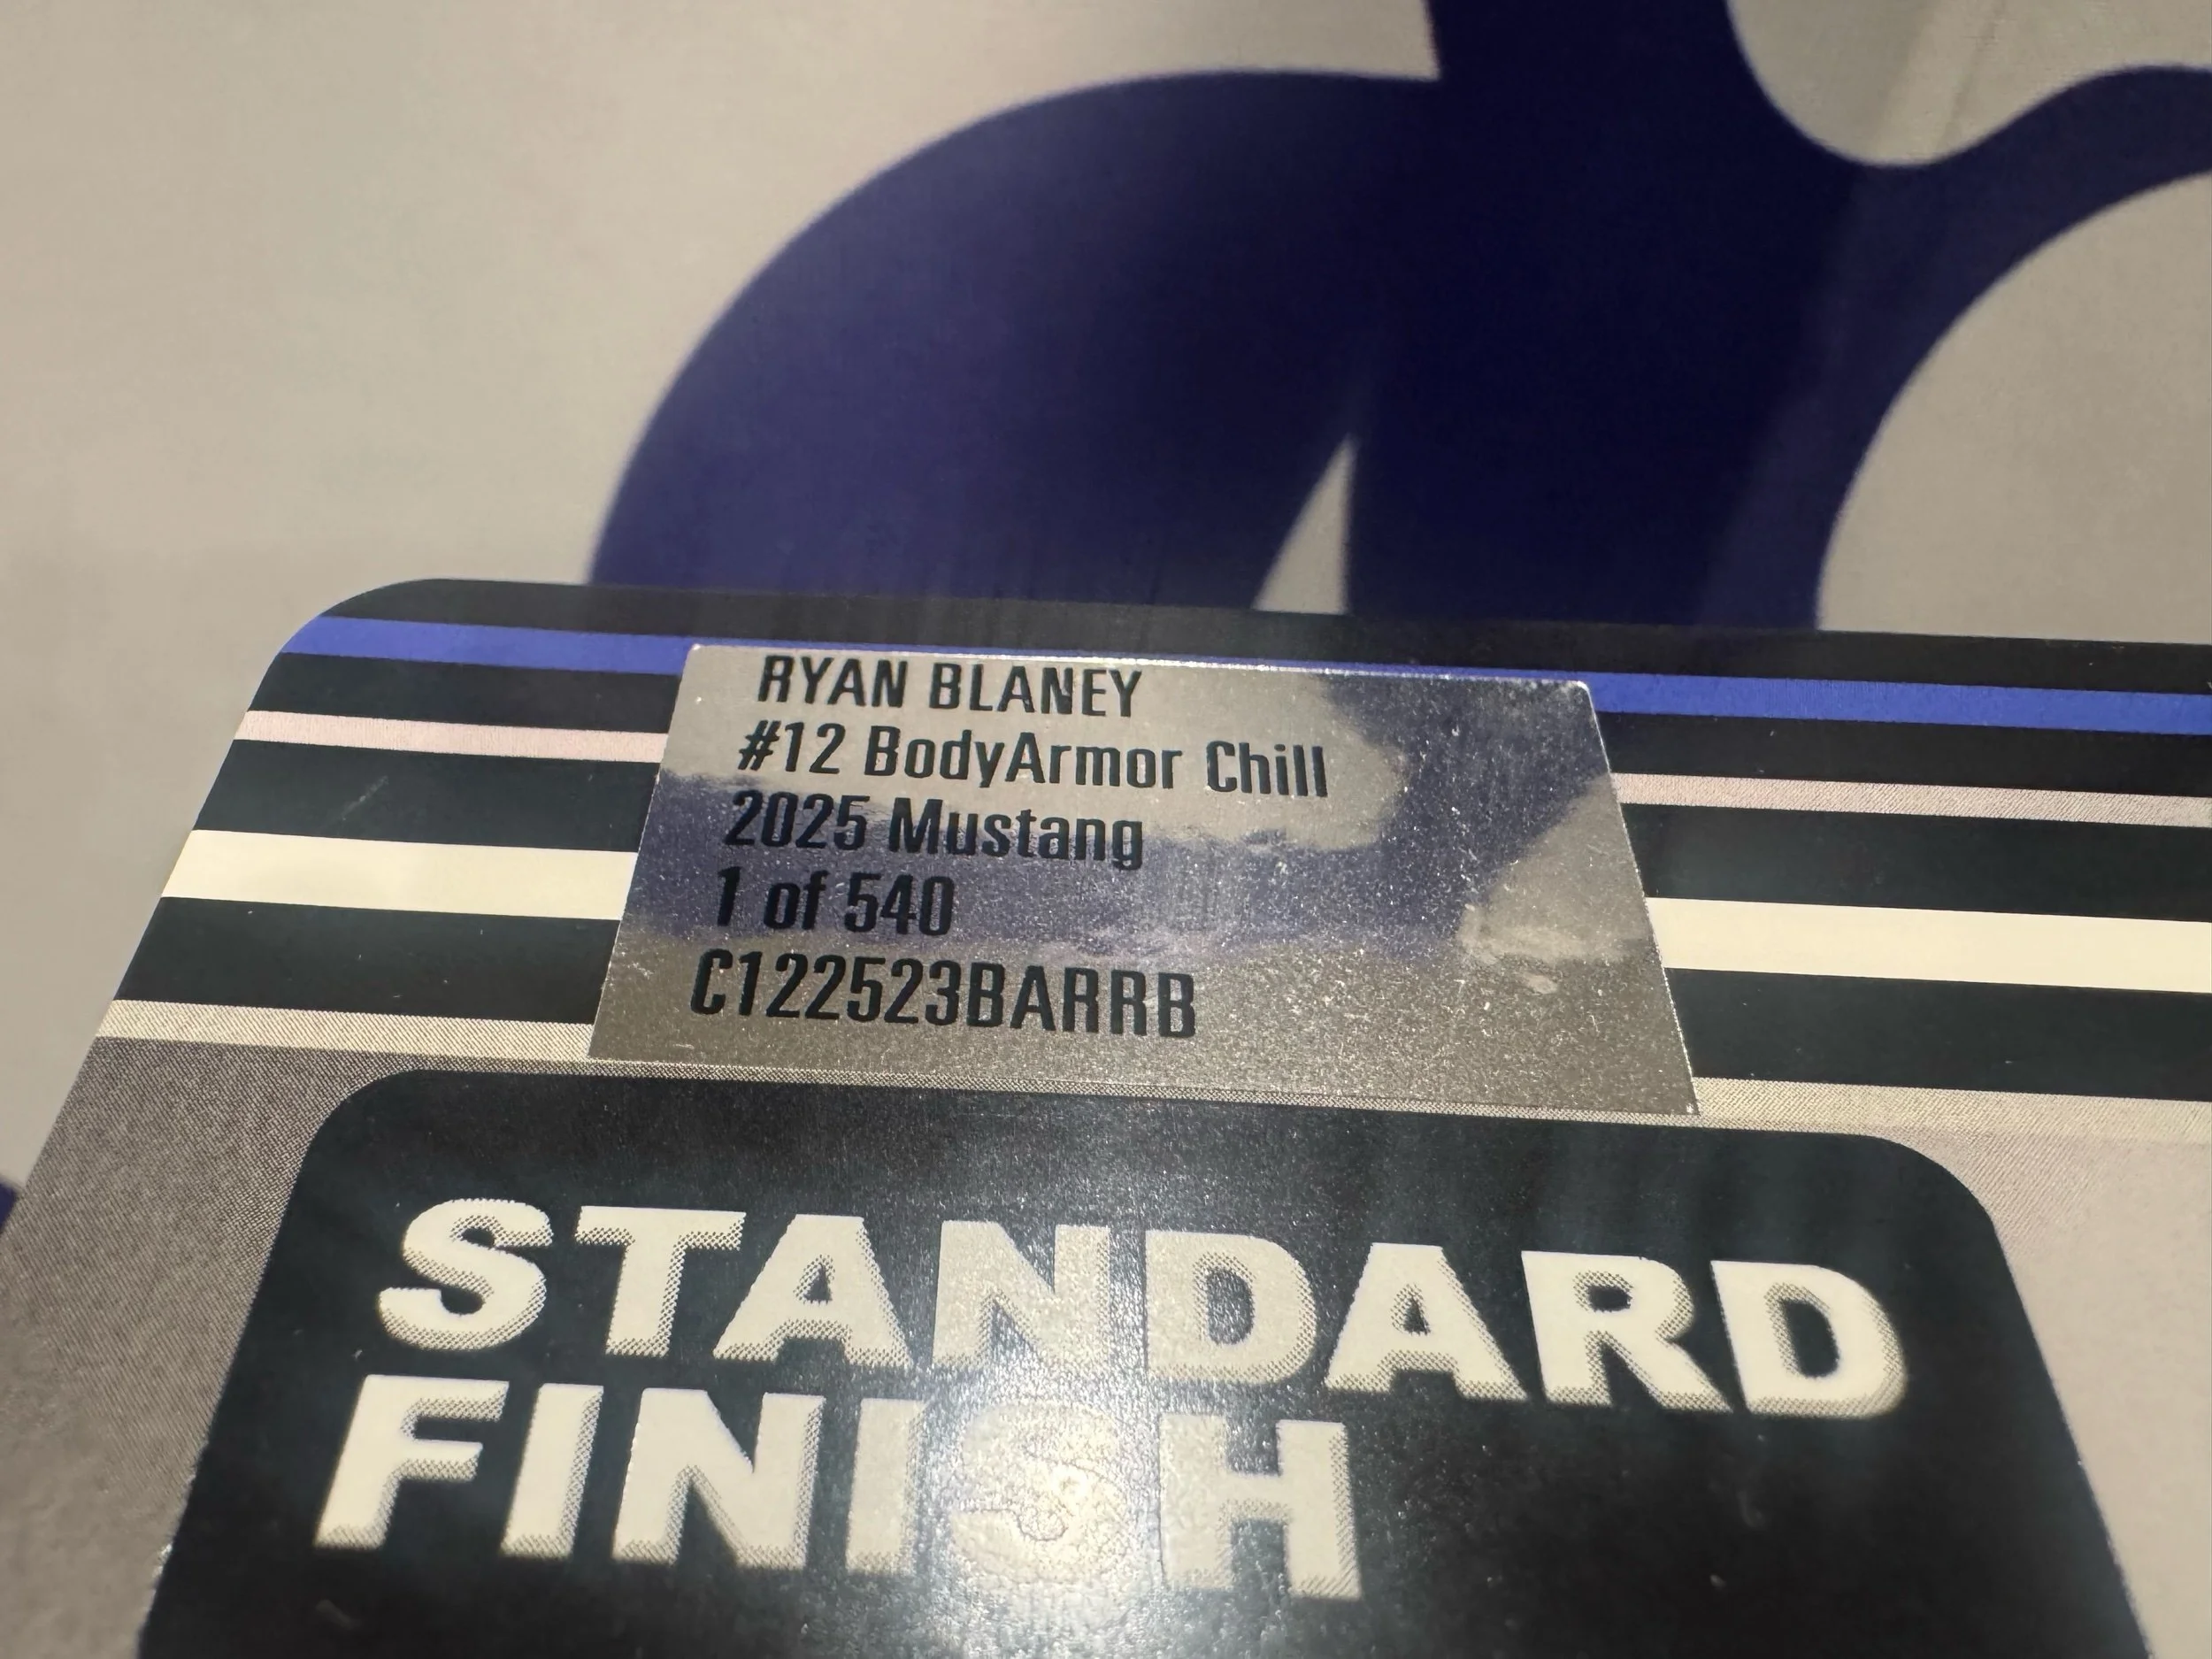 RYAN BLANEY
#12 BodyArmor Chill
2025 Mustang
1 of 540
C122523BARRB
STANDARD
FINISH